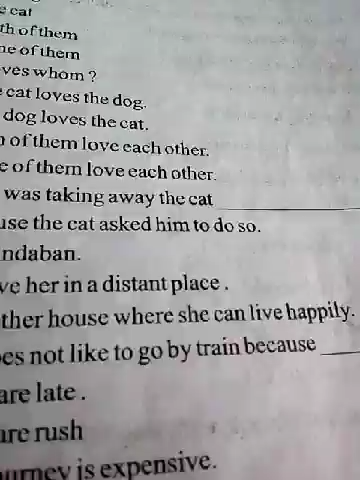 e cat
th of them
ne of them
ves whom ?
cat loves the dog.
dog loves the cat.
of them love each other.
e of them love each other.
was taking away the cat
use the cat asked him to do so.
ndaban.
ve her in a distant place .
ther house where she can live happily.
es not like to go by train because
are late .
are rush
urney is expensive.